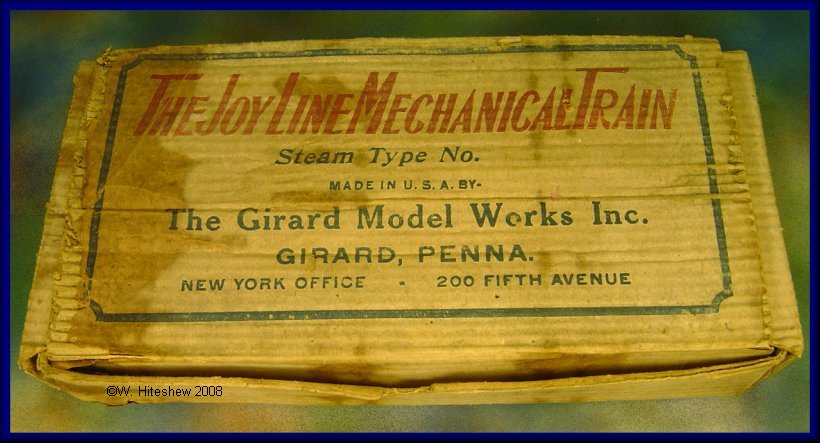 The Joy Line Mechanical Train
Steam Type No.
MADE IN U.S.A. BY-
The Girard Model Works Inc.
GIRARD, PENNA.
NEW YORK OFFICE - 200 FIFTH AVENUE
©W. Hiteshew 2008